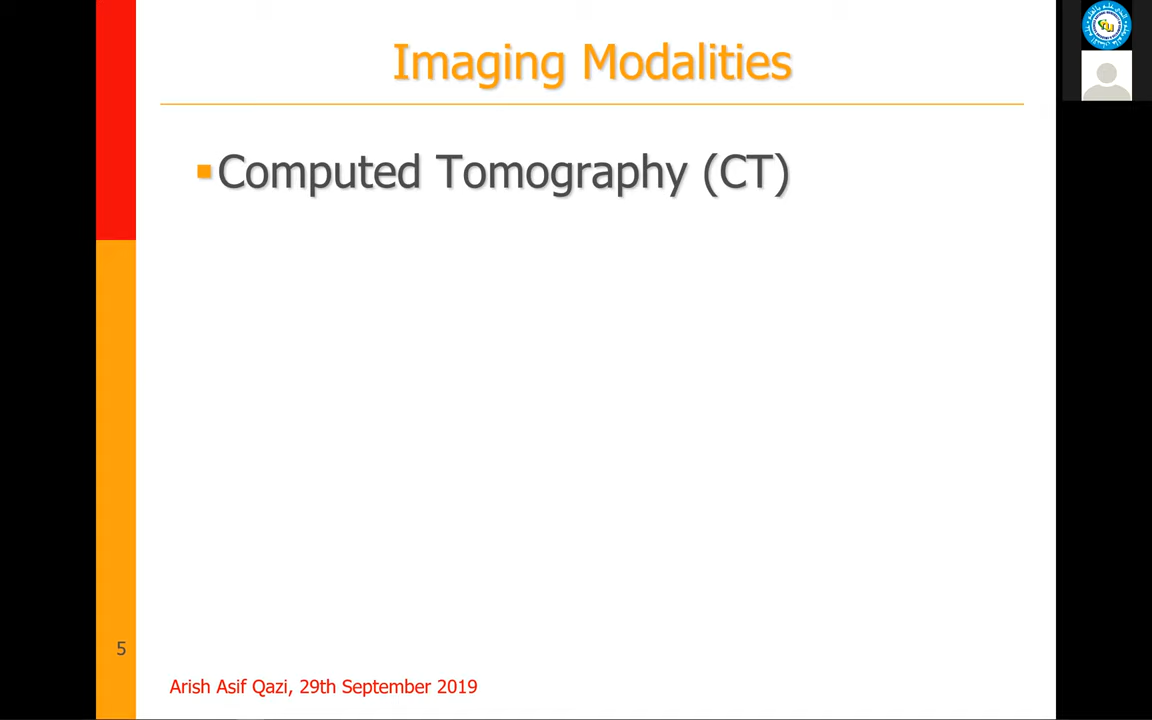 Imaging Modalities
Computed Tomography (CT)
5
Arish Asif Qazi, 29th September 2019